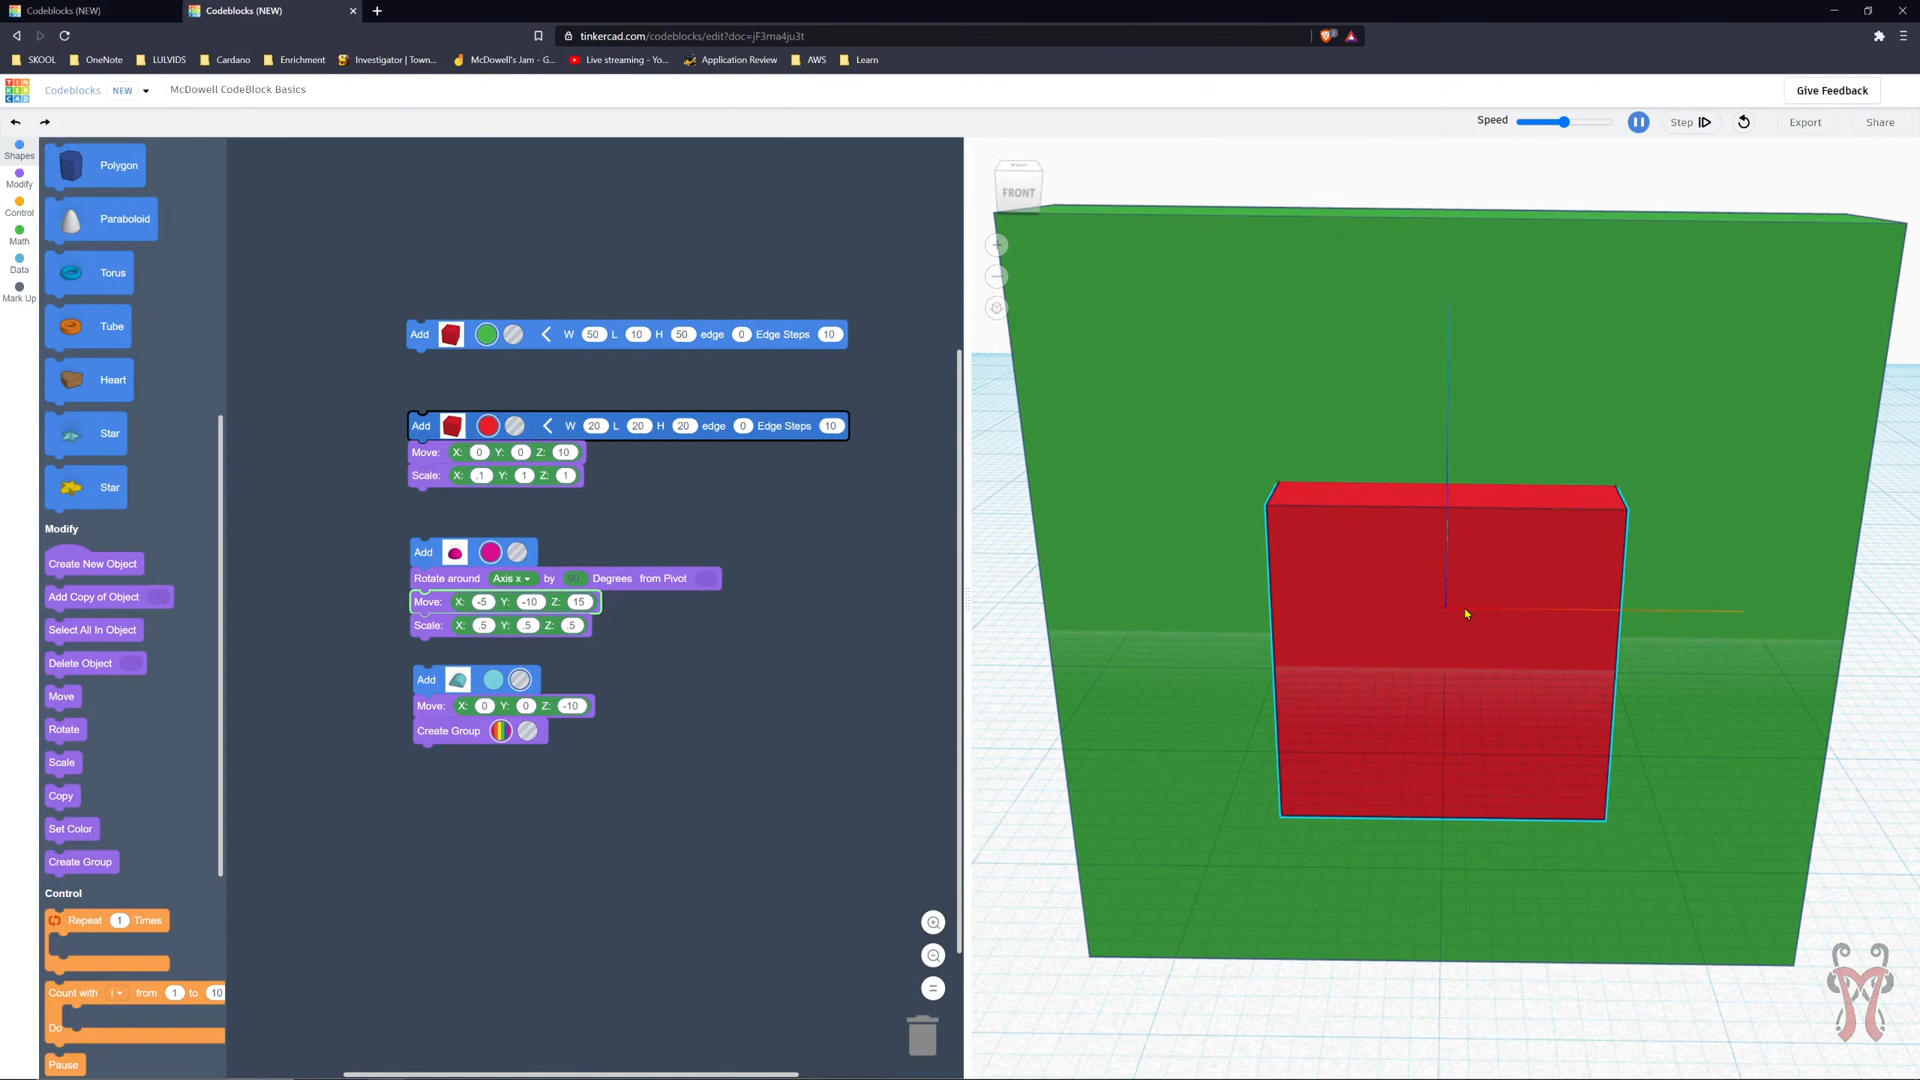 Codeblocks (NEW)
Codeblocks (NEW)
tinkercad.com/codeblocks/edit?doc=jF3ma4ju3t
SKOOL
OneNote
LULVIDS
Cardano
Enrichment
Investigator | Town...
McDowell's Jam - G...
Live streaming - Yo...
Application Review
AWS
Learn
TIN
KER
CAD
Codeblocks
NEW
McDowell CodeBlock Basics
Give Feedback
Speed
Step
Export
Share
Shapes
Modify
Control
Math
Data
Mark Up
Polygon
Paraboloid
Torus
Tube
Heart
Star
Star
Modify
Create New Object
Add Copy of Object
Select All In Object
Delete Object
Move
Rotate
Scale
Copy
Set Color
Create Group
Control
Repeat 1 Times
Count with i from 1 to 10
Do
Pause
Add W 50 L 10 H 50 edge 0 Edge Steps 10
Add W 20 L 20 H 20 edge 0 Edge Steps 10
Move: X: 0 Y: 0 Z: 10
Scale: X: .1 Y: 1 Z: 1
Add
Rotate around Axis x by 90 Degrees from Pivot
Move: X: -5 Y: -10 Z: 15
Scale: X: .5 Y: .5 Z: .5
Add
Move: X: 0 Y: 0 Z: -10
Create Group
TOP
FRONT